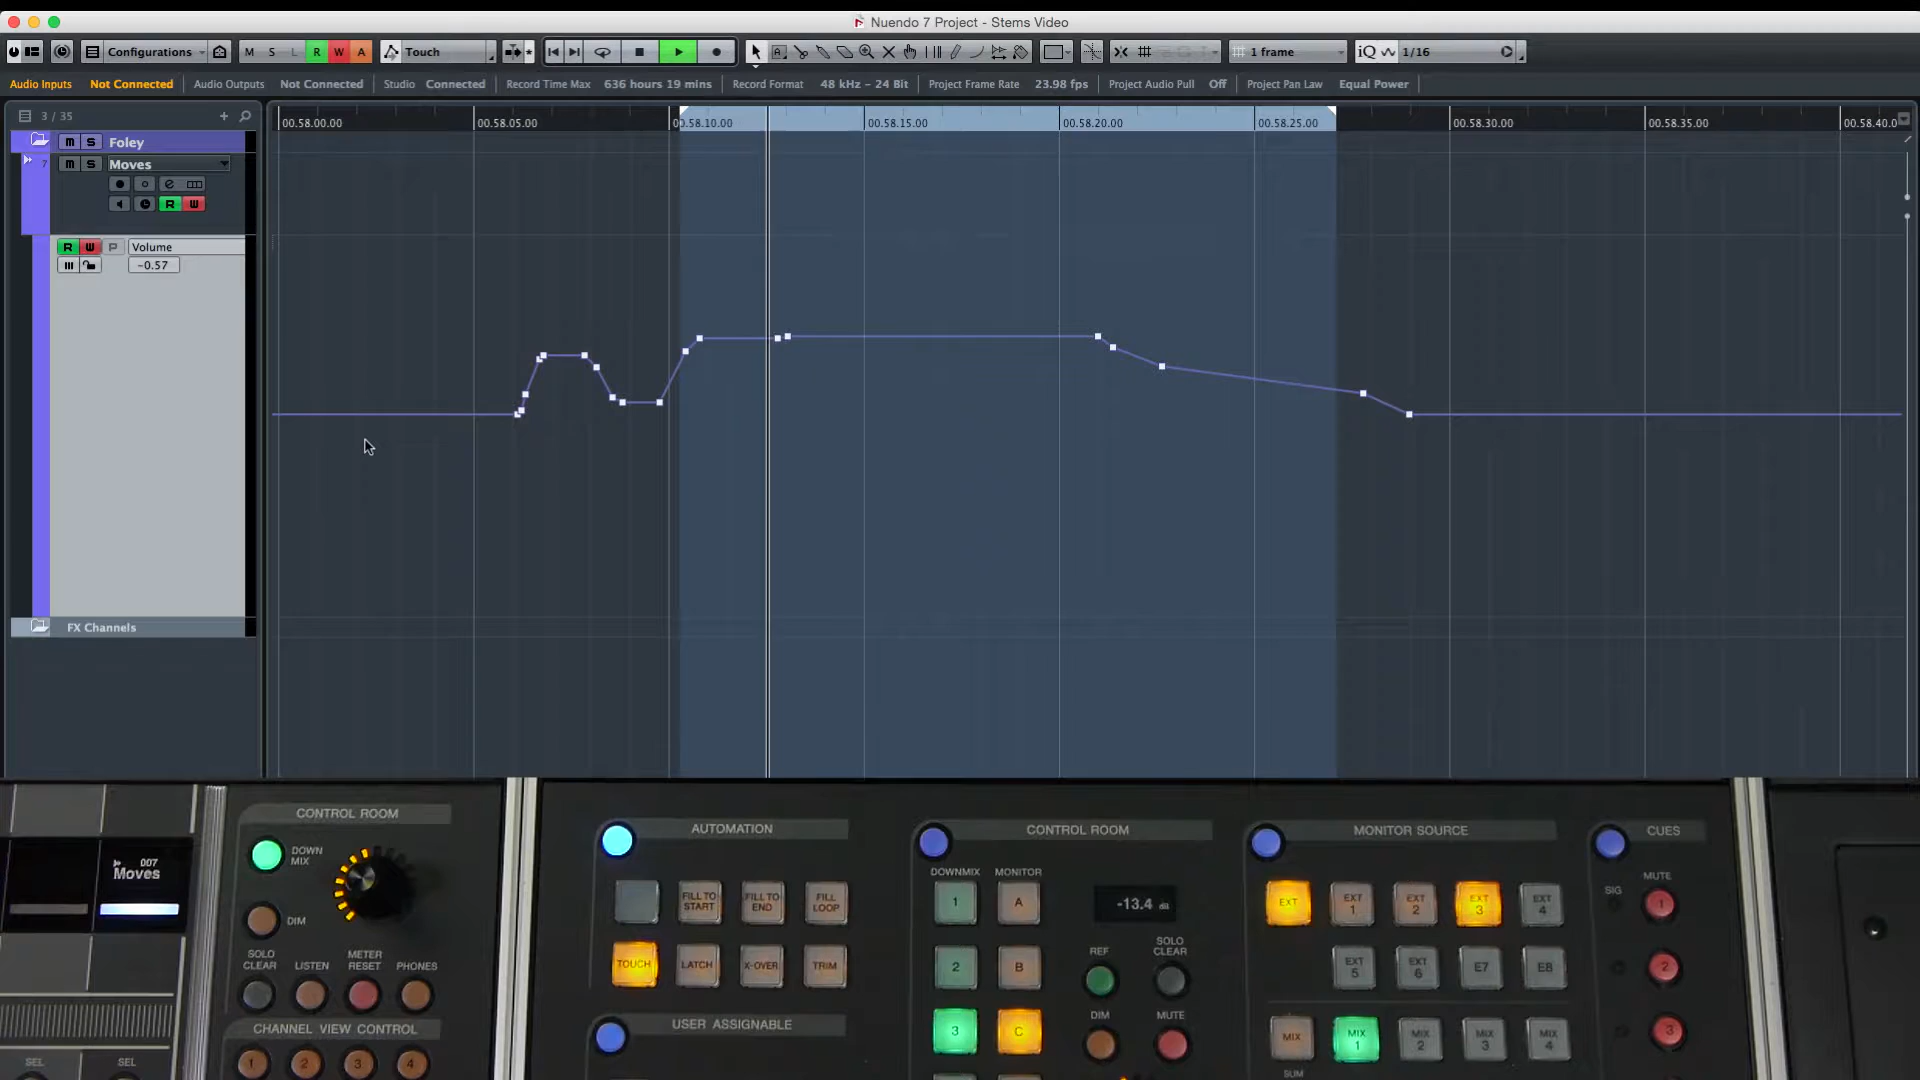 Nuendo 7 Project - Stems Video
Configurations M S L R W A Touch 1 frame iQ 1/16
Audio Inputs Not Connected Audio Outputs Not Connected Studio Connected Record Time Max 636 hours 19 mins Record Format 48 kHz - 24 Bit Project Frame Rate 23.98 fps Project Audio Pull Off Project Pan Law Equal Power
3 / 35
00.58.00.00 00.58.05.00 00.58.10.00 00.58.15.00 00.58.20.00 00.58.25.00 00.58.30.00 00.58.35.00 00.58.40.0
m S Foley
7 m S Moves
e
R W
R W P Volume
-0.57
FX Channels
CONTROL ROOM
DOWN
MIX
DIM
SOLO
CLEAR
LISTEN
METER
RESET
PHONES
CHANNEL VIEW CONTROL
1 2 3 4
007
Moves
SEL SEL
AUTOMATION
FILL TO
START
FILL TO
END
FILL
LOOP
TOUCH LATCH X-OVER TRIM
USER ASSIGNABLE
CONTROL ROOM
DOWNMIX MONITOR
1 A
2 B
3 C
-13.4 dB
REF
SOLO
CLEAR
DIM MUTE
MONITOR SOURCE
EXT
EXT
1
EXT
2
EXT
3
EXT
4
EXT
5
EXT
6
E7 E8
MIX
MIX
1
MIX
2
MIX
3
MIX
4
SUM
CUES
SIG
MUTE
1
2
3